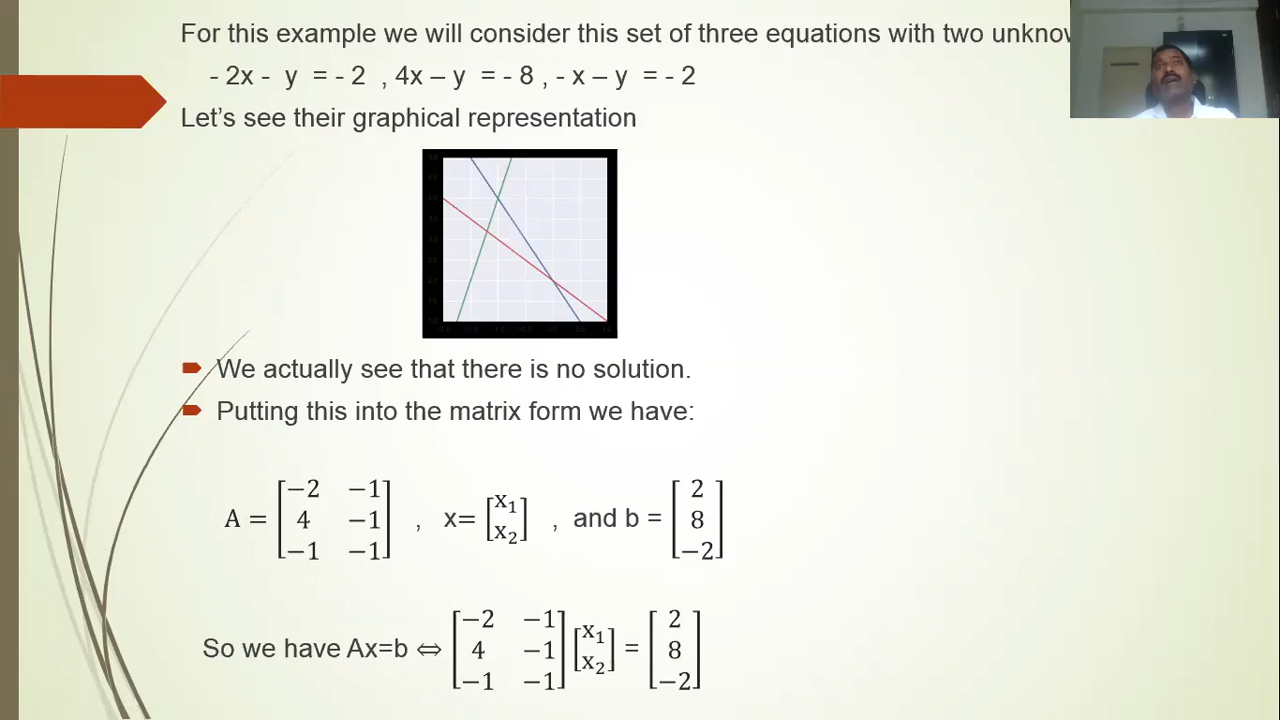 For this example we will consider this set of three equations with two
- 2x - y = - 2 , 4x – y = - 8 , - x – y = - 2
Let’s see their graphical representation
We actually see that there is no solution.
Putting this into the matrix form we have:
A = [−2 −1
4 −1
−1 −1] , x= [x₁
x₂] , and b = [2
8
−2]
So we have Ax=b ⇔ [−2 −1
4 −1
−1 −1] [x₁
x₂] = [2
8
−2]